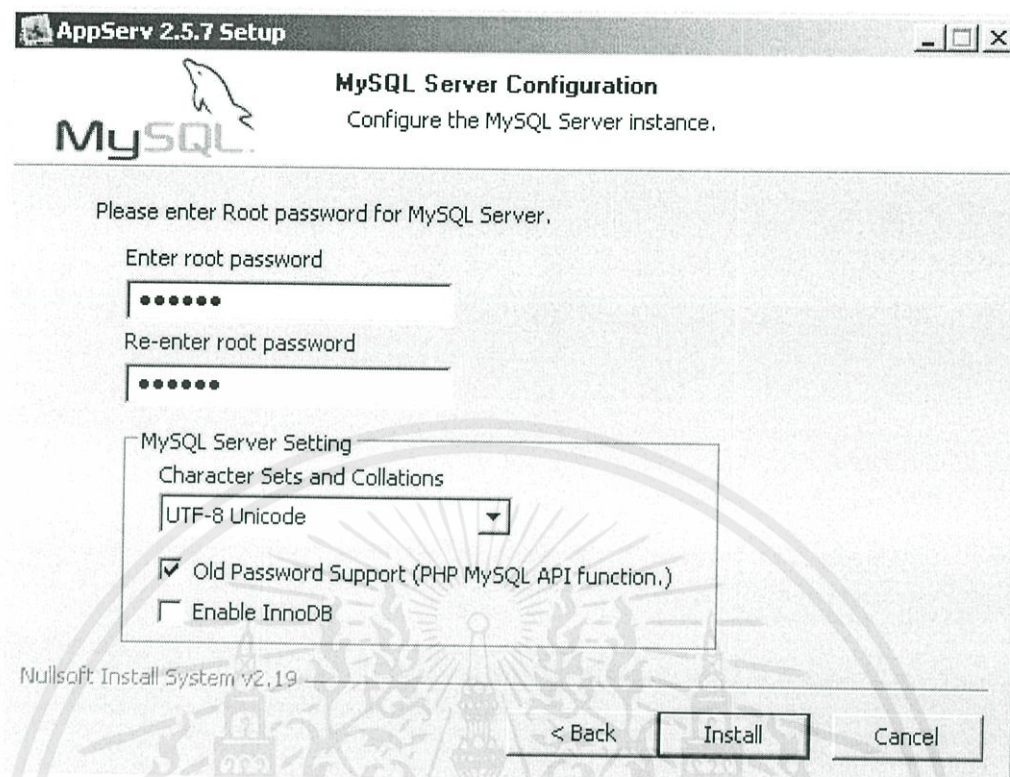 AppServ 2.5.7 Setup
MySQL Server Configuration
Configure the MySQL Server instance.
MySQL
Please enter Root password for MySQL Server.
Enter root password
••••••
Re-enter root password
••••••
MySQL Server Setting
Character Sets and Collations
UTF-8 Unicode
Old Password Support (PHP MySQL API function.)
Enable InnoDB
Nullsoft Install System v2.19
< Back Install Cancel